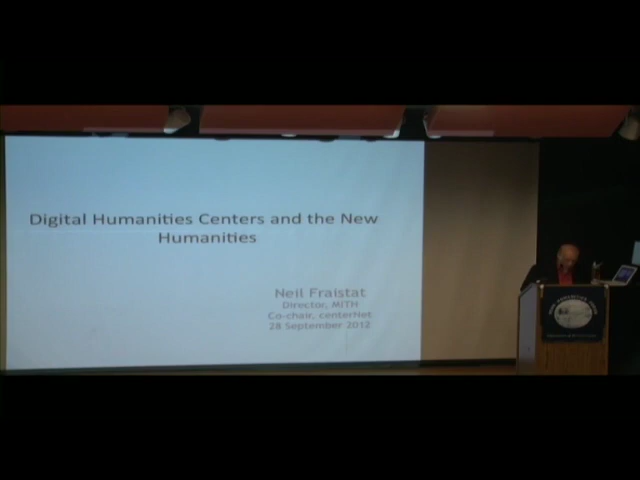 Digital Humanities Centers and the New
Humanities
Neil Fraistat
Director, MITH
Co-chair, centerNet
28 September 2012